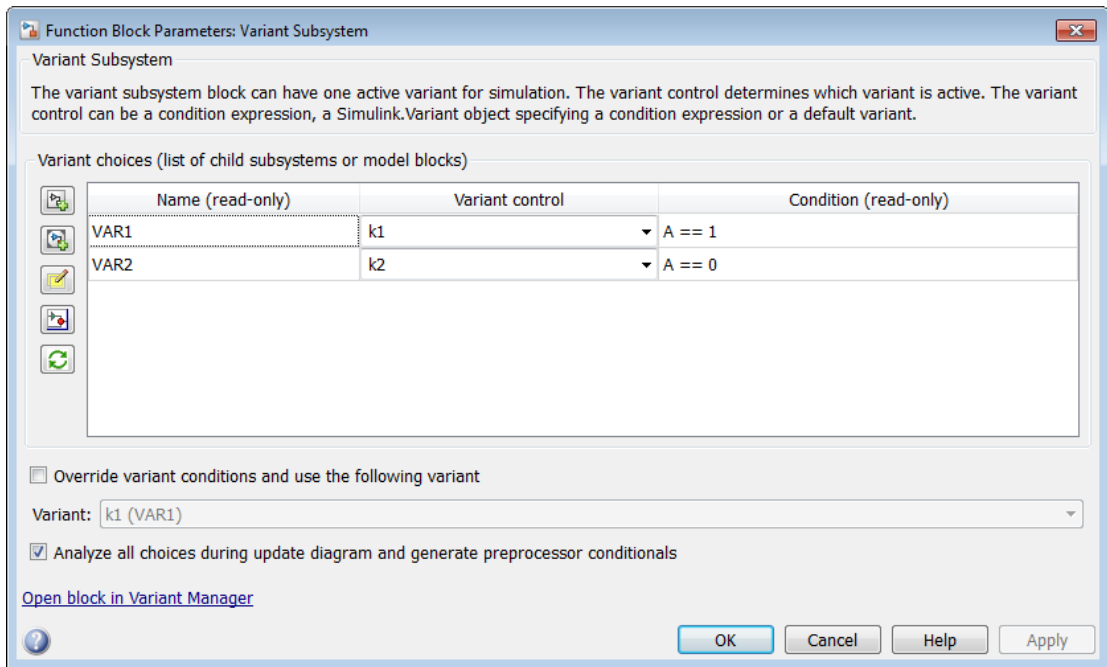 Function Block Parameters: Variant Subsystem
Variant Subsystem
The variant subsystem block can have one active variant for simulation. The variant control determines which variant is active. The variant
control can be a condition expression, a Simulink.Variant object specifying a condition expression or a default variant.
Variant choices (list of child subsystems or model blocks)
Name (read-only) Variant control Condition (read-only)
VAR1 k1 A == 1
VAR2 k2 A == 0
Override variant conditions and use the following variant
Variant: k1 (VAR1)
Analyze all choices during update diagram and generate preprocessor conditionals
Open block in Variant Manager
OK Cancel Help Apply